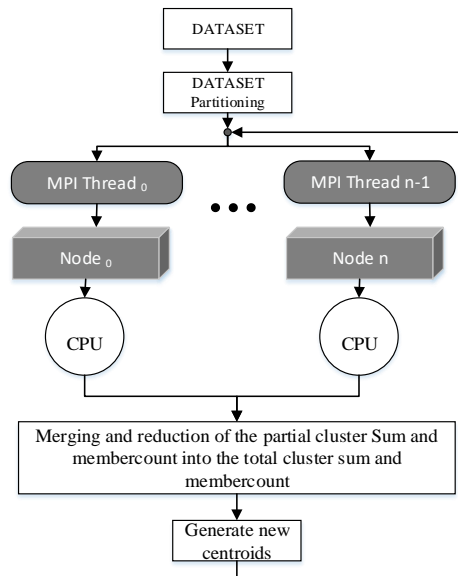 DATASET
DATASET
Partitioning
MPI Thread 0
MPI Thread n-1
Node 0
Node n
CPU
CPU
Merging and reduction of the partial cluster Sum and
membercount into the total cluster sum and
membercount
Generate new
centroids